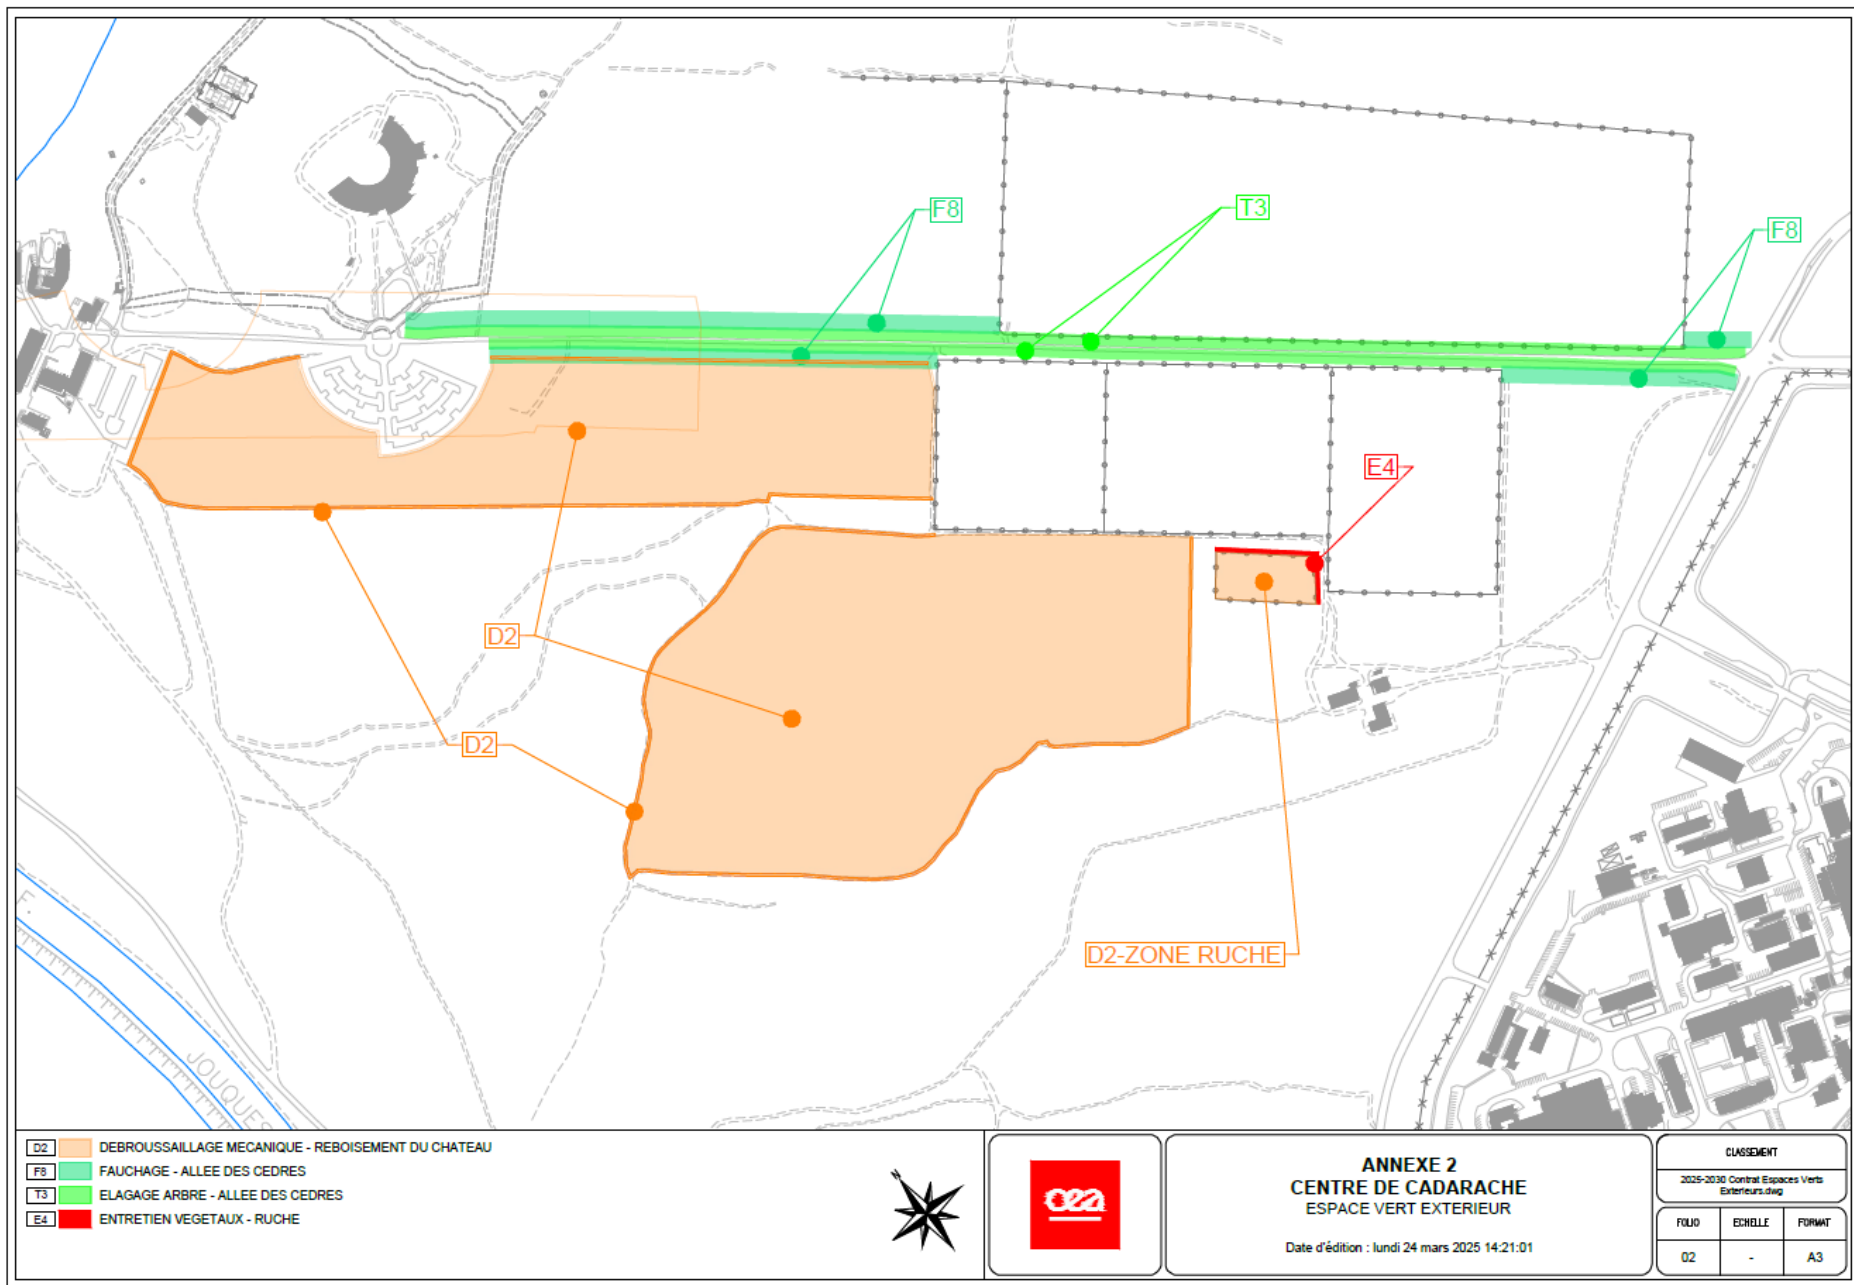 F8
T3
F8
E4
D2
D2
D2-ZONE RUCHE
F.
JOUQUES
D2 DEBROUSSAILLAGE MECANIQUE - REBOISEMENT DU CHATEAU
F8 FAUCHAGE - ALLEE DES CEDRES
T3 ELAGAGE ARBRE - ALLEE DES CEDRES
E4 ENTRETIEN VEGETAUX - RUCHE
N
cea
ANNEXE 2
CENTRE DE CADARACHE
ESPACE VERT EXTERIEUR
Date d'édition : lundi 24 mars 2025 14:21:01
CLASSEMENT
2025-2030 Contrat Espaces Verts
Exterieurs.dwg
FOLIO ECHELLE FORMAT
02 - A3